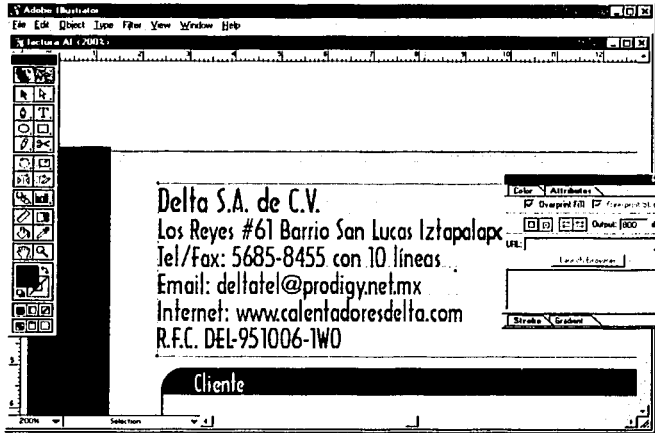 Adobe Illustrator
File Edit Object Type Filter View Window Help
factura AI (200%)
Color Attributes
Overprint Fill Overprint St
Output: 800
URL:
Launch Browser
Stroke Gradient
Delta S.A. de C.V.
Los Reyes #61 Barrio San Lucas Iztapalapa
Tel/Fax: 5685-8455 con 10 líneas
Email: deltatel@prodigy.net.mx
Internet: www.calentadoresdelta.com
R.F.C. DEL-951006-1W0
Cliente
200% Selection